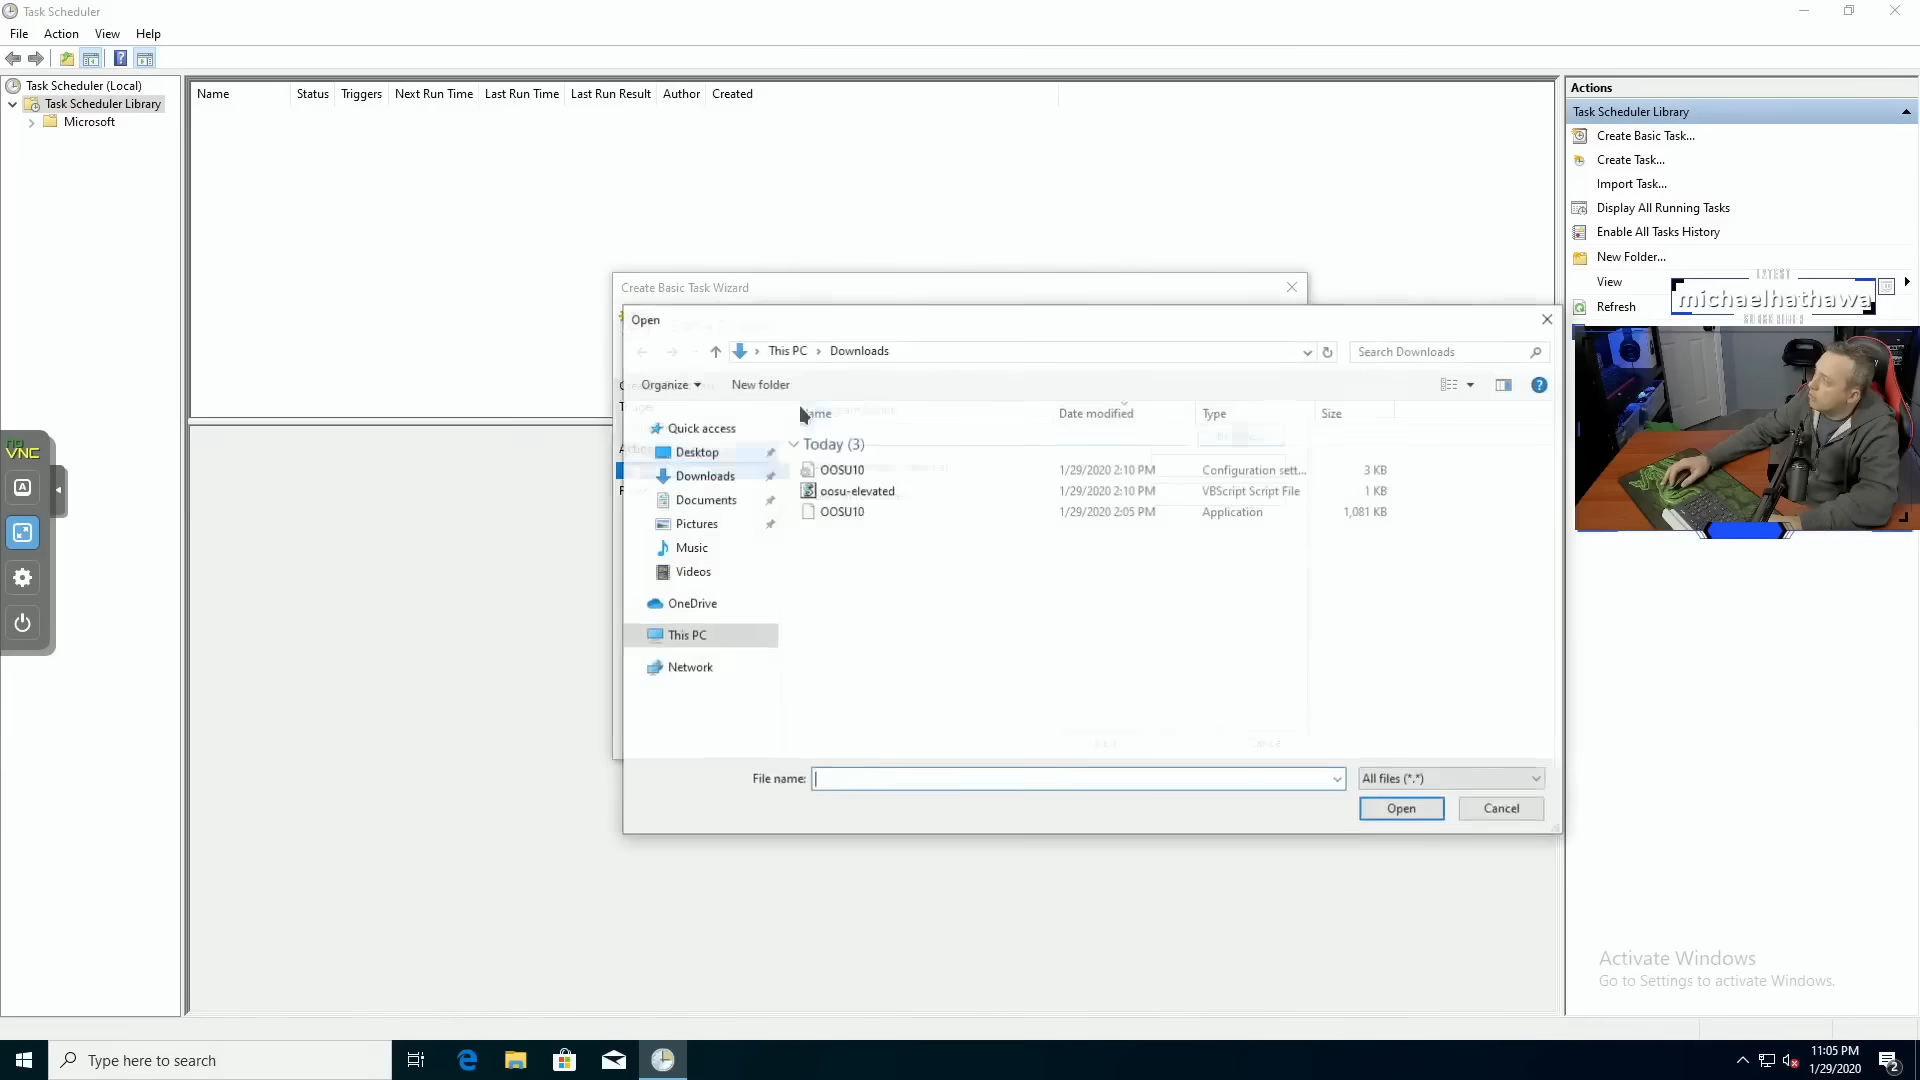 Task Scheduler
File Action View Help
Task Scheduler (Local)
Task Scheduler Library
Microsoft
Name Status Triggers Next Run Time Last Run Time Last Run Result Author Created
Actions
Task Scheduler Library
Create Basic Task...
Create Task...
Import Task...
Display All Running Tasks
Enable All Tasks History
New Folder...
View
Refresh
LATEST
michaelhathawa
Create Basic Task Wizard
Open
This PC › Downloads
Search Downloads
Organize New folder
Name Date modified Type Size
Quick access
Desktop
Downloads
Documents
Pictures
Music
Videos
OneDrive
This PC
Network
Today (3)
OOSU10 1/29/2020 2:10 PM Configuration sett... 3 KB
oosu-elevated 1/29/2020 2:10 PM VBScript Script File 1 KB
OOSU10 1/29/2020 2:05 PM Application 1,081 KB
File name: All files (*.*)
Open Cancel
no
VNC
A
Activate Windows
Go to Settings to activate Windows.
Type here to search
11:05 PM
1/29/2020
2